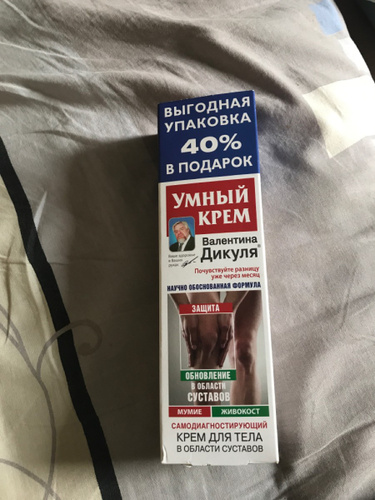 ВЫГОДНАЯ
УПАКОВКА
40%
В ПОДАРОК
УМНЫЙ
КРЕМ
Валентина
Дикуля
Почувствуйте разницу
уже через месяц
НАУЧНО ОБОСНОВАННАЯ ФОРМУЛА
ЗАЩИТА
ОБНОВЛЕНИЕ
В ОБЛАСТИ
СУСТАВОВ
МУМИЕ ЖИВОКОСТ
САМОДИАГНОСТИРУЮЩИЙ
КРЕМ ДЛЯ ТЕЛА
В ОБЛАСТИ СУСТАВОВ